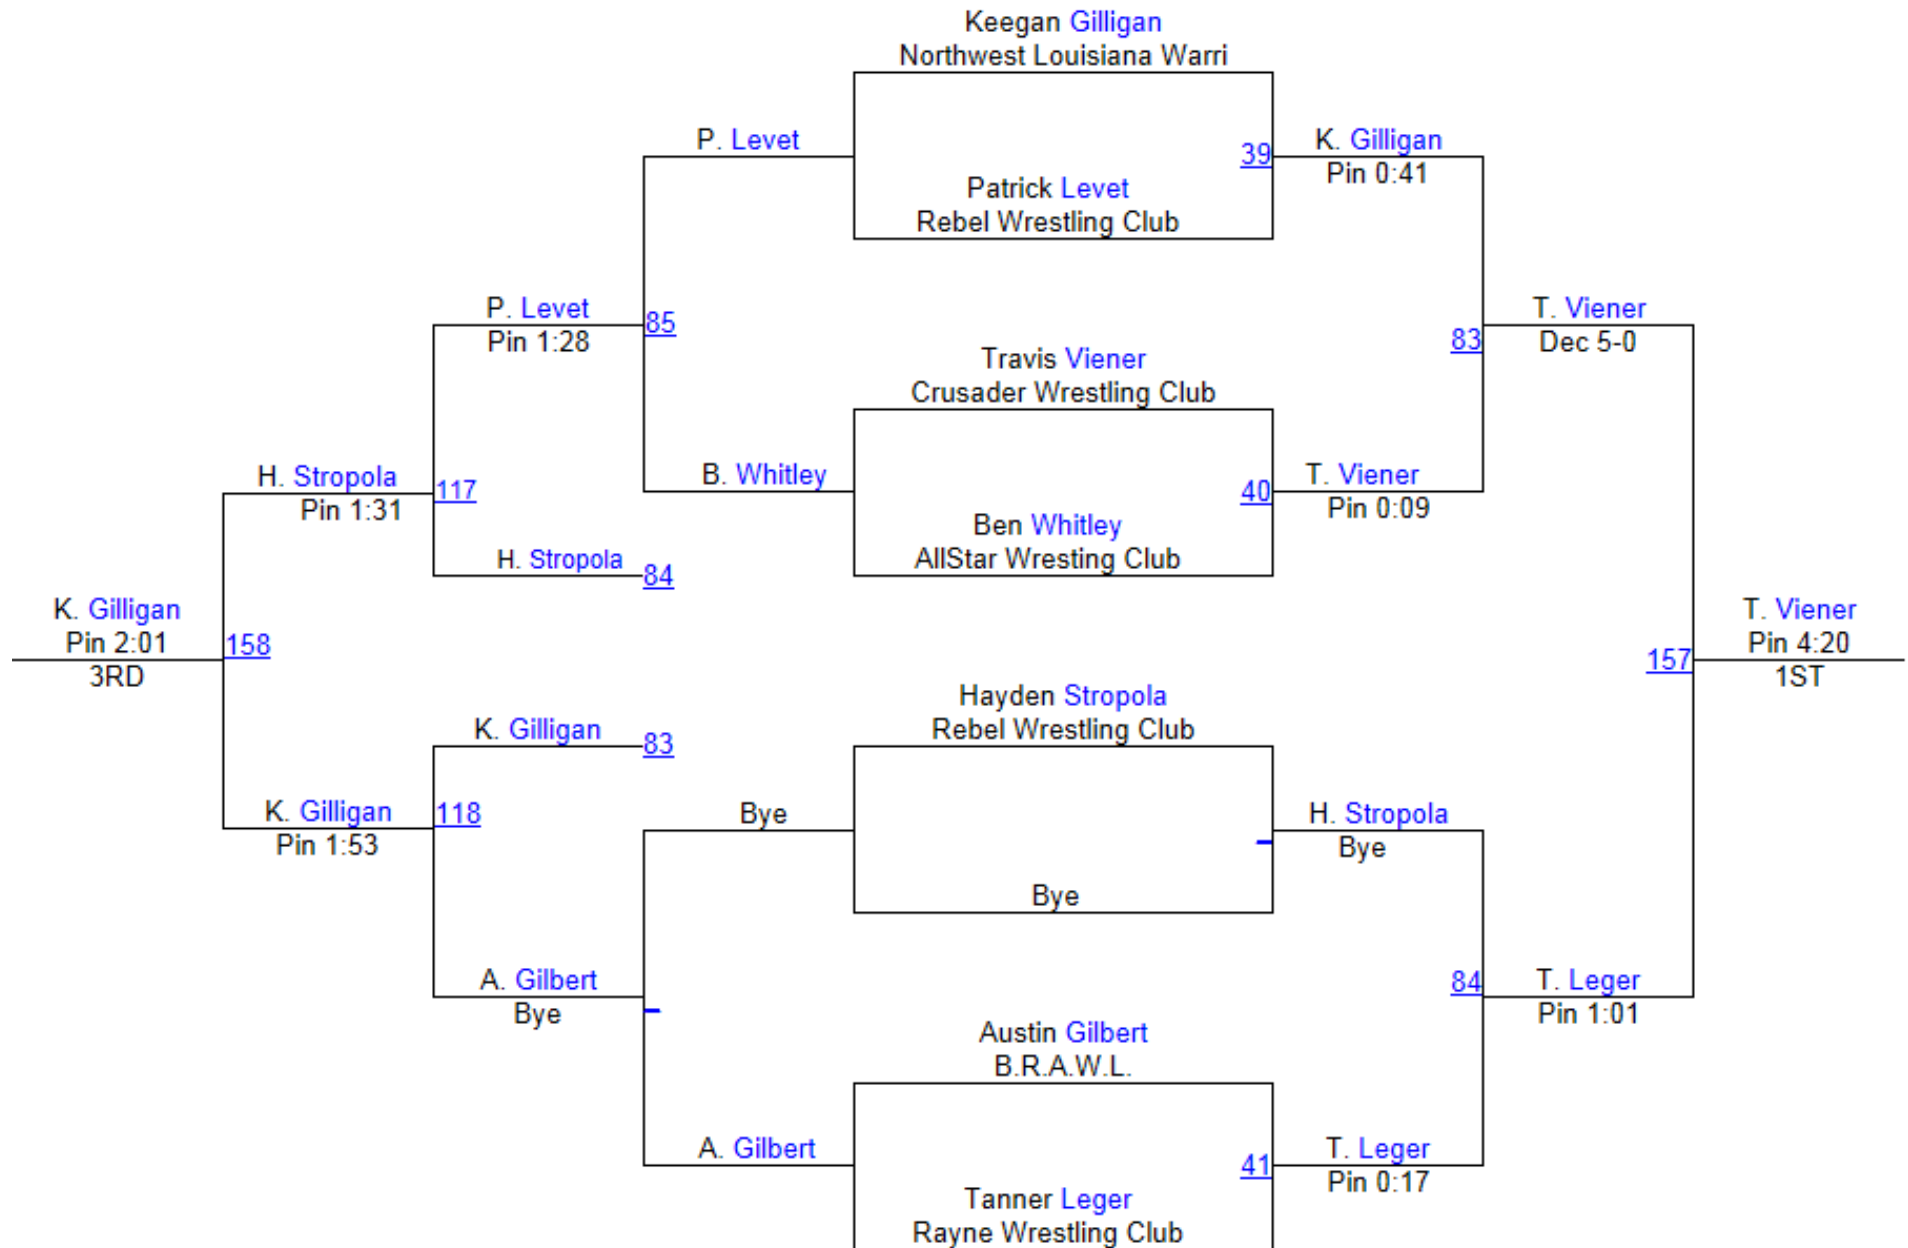 Keegan Gilligan
Northwest Louisiana Warri
P. Levet
39
K. Gilligan
Pin 0:41
Patrick Levet
Rebel Wrestling Club
P. Levet
Pin 1:28
85
T. Viener
Dec 5-0
83
Travis Viener
Crusader Wrestling Club
H. Stropola
Pin 1:31
117
B. Whitley
40
T. Viener
Pin 0:09
Ben Whitley
AllStar Wresting Club
H. Stropola
84
K. Gilligan
Pin 2:01
3RD
158
157
T. Viener
Pin 4:20
1ST
Hayden Stropola
Rebel Wrestling Club
K. Gilligan
83
K. Gilligan
Pin 1:53
118
Bye
H. Stropola
Bye
Bye
A. Gilbert
Bye
84
T. Leger
Pin 1:01
Austin Gilbert
B.R.A.W.L.
A. Gilbert
41
T. Leger
Pin 0:17
Tanner Leger
Rayne Wrestling Club